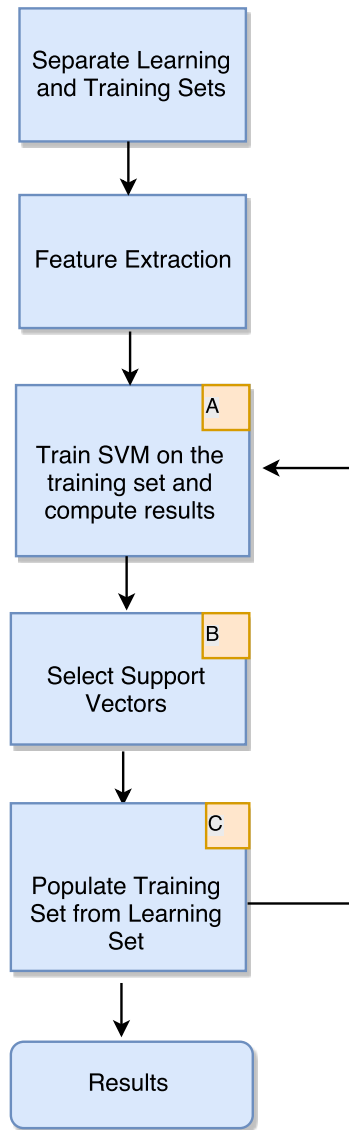 Separate Learning
and Training Sets
Feature Extraction
A
Train SVM on the
training set and
compute results
B
Select Support
Vectors
C
Populate Training
Set from Learning
Set
Results